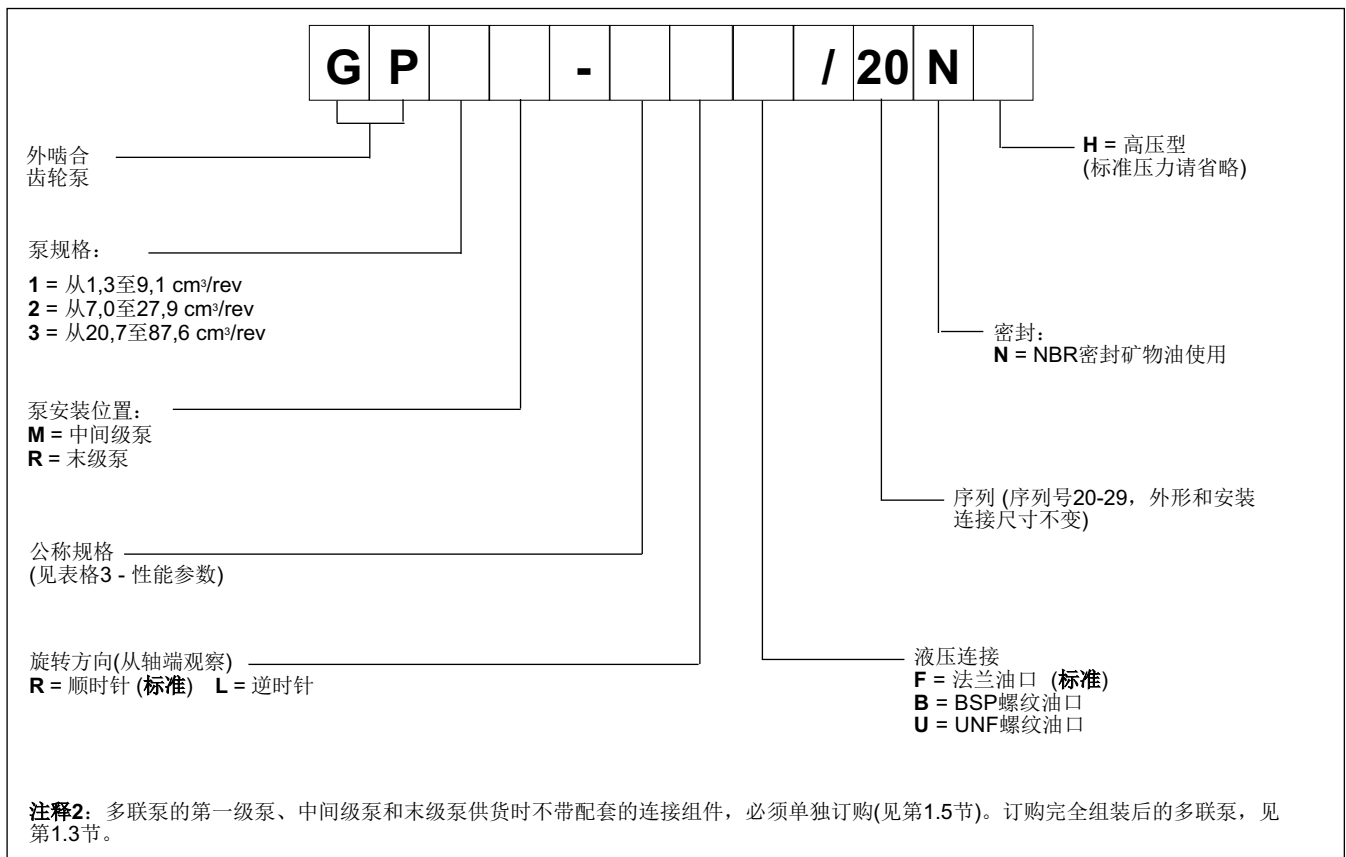 G P - / 20 N
外啮合
齿轮泵
H = 高压型
(标准压力请省略)
泵规格：
1 = 从1,3至9,1 cm³/rev
2 = 从7,0至27,9 cm³/rev
3 = 从20,7至87,6 cm³/rev
密封：
N = NBR密封矿物油使用
泵安装位置：
M = 中间级泵
R = 末级泵
序列 (序列号20-29，外形和安装
连接尺寸不变)
公称规格
(见表格3 - 性能参数)
旋转方向(从轴端观察)
R = 顺时针 (标准) L = 逆时针
液压连接
F = 法兰油口 (标准)
B = BSP螺纹油口
U = UNF螺纹油口
注释2：多联泵的第一级泵、中间级泵和末级泵供货时不带配套的连接组件，必须单独订购(见第1.5节)。订购完全组装后的多联泵，见
第1.3节。